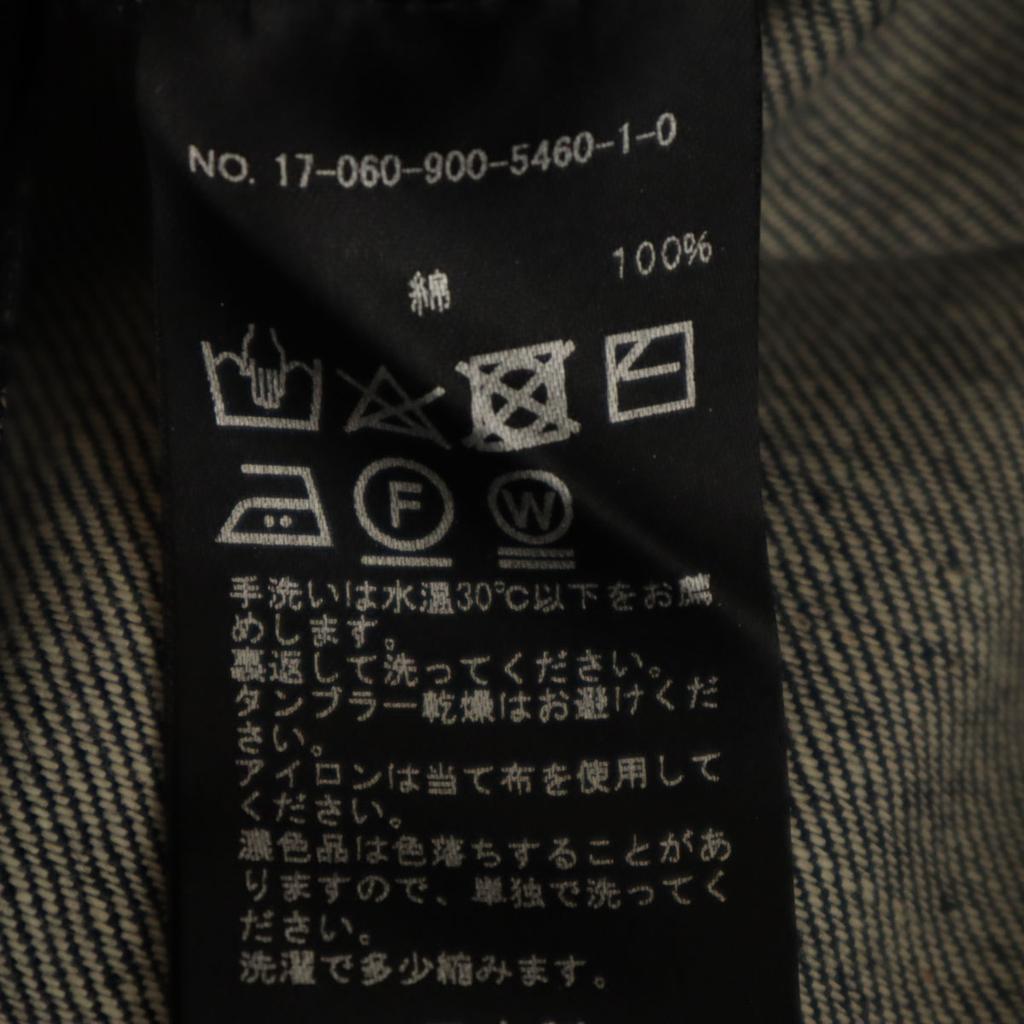 NO. 17-060-900-5460-1-0
綿 100%
F W
手洗いは水温30℃以下をお薦
めします。
裏返して洗ってください。
タンブラー乾燥はお避けくだ
さい。
アイロンは当て布を使用して
ください。
濃色品は色落ちすることがあ
りますので、単独で洗ってく
ださい。
洗濯で多少縮みます。